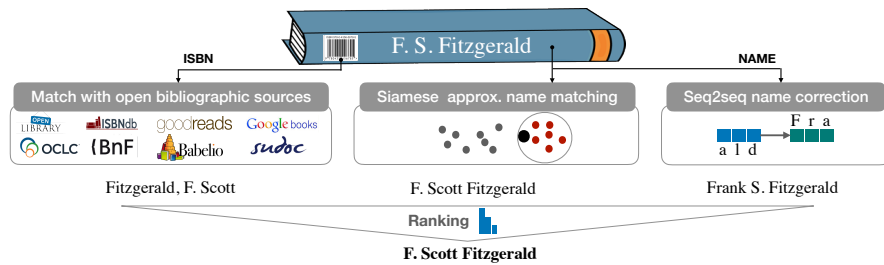 F. S. Fitzgerald
ISBN
NAME
Match with open bibliographic sources
Siamese approx. name matching
Seq2seq name correction
OPEN LIBRARY
ISBNdb
goodreads
Google books
OCLC
{BnF
Babelio
sudoc
F r a
a l d
Fitzgerald, F. Scott
F. Scott Fitzgerald
Frank S. Fitzgerald
Ranking
F. Scott Fitzgerald